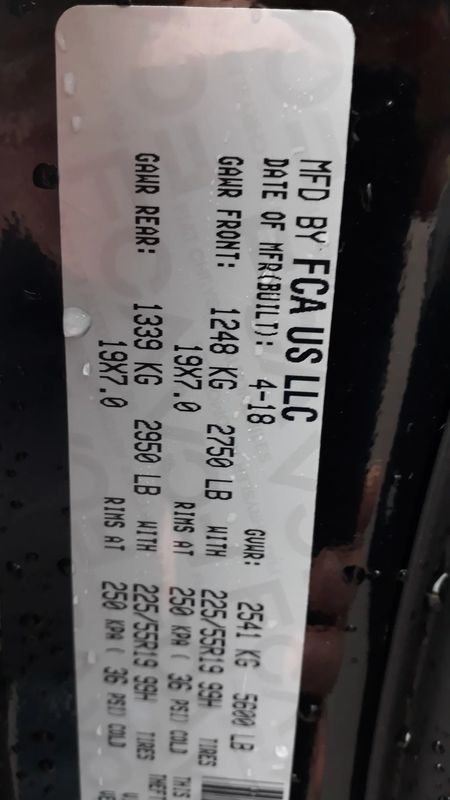 MFD BY FCA US LLC
DATE OF MFR(BUILT): 4-18 GVWR: 2541 KG 5600 LB
GAWR FRONT: 1248 KG 2750 LB WITH 225/55R19 99H TIRES
19X7.0 RIMS AT 250 KPA ( 36 PSI) COLD THIS
GAWR REAR: 1339 KG 2950 LB WITH 225/55R19 99H TIRES
19X7.0 RIMS AT 250 KPA ( 36 PSI) COLD